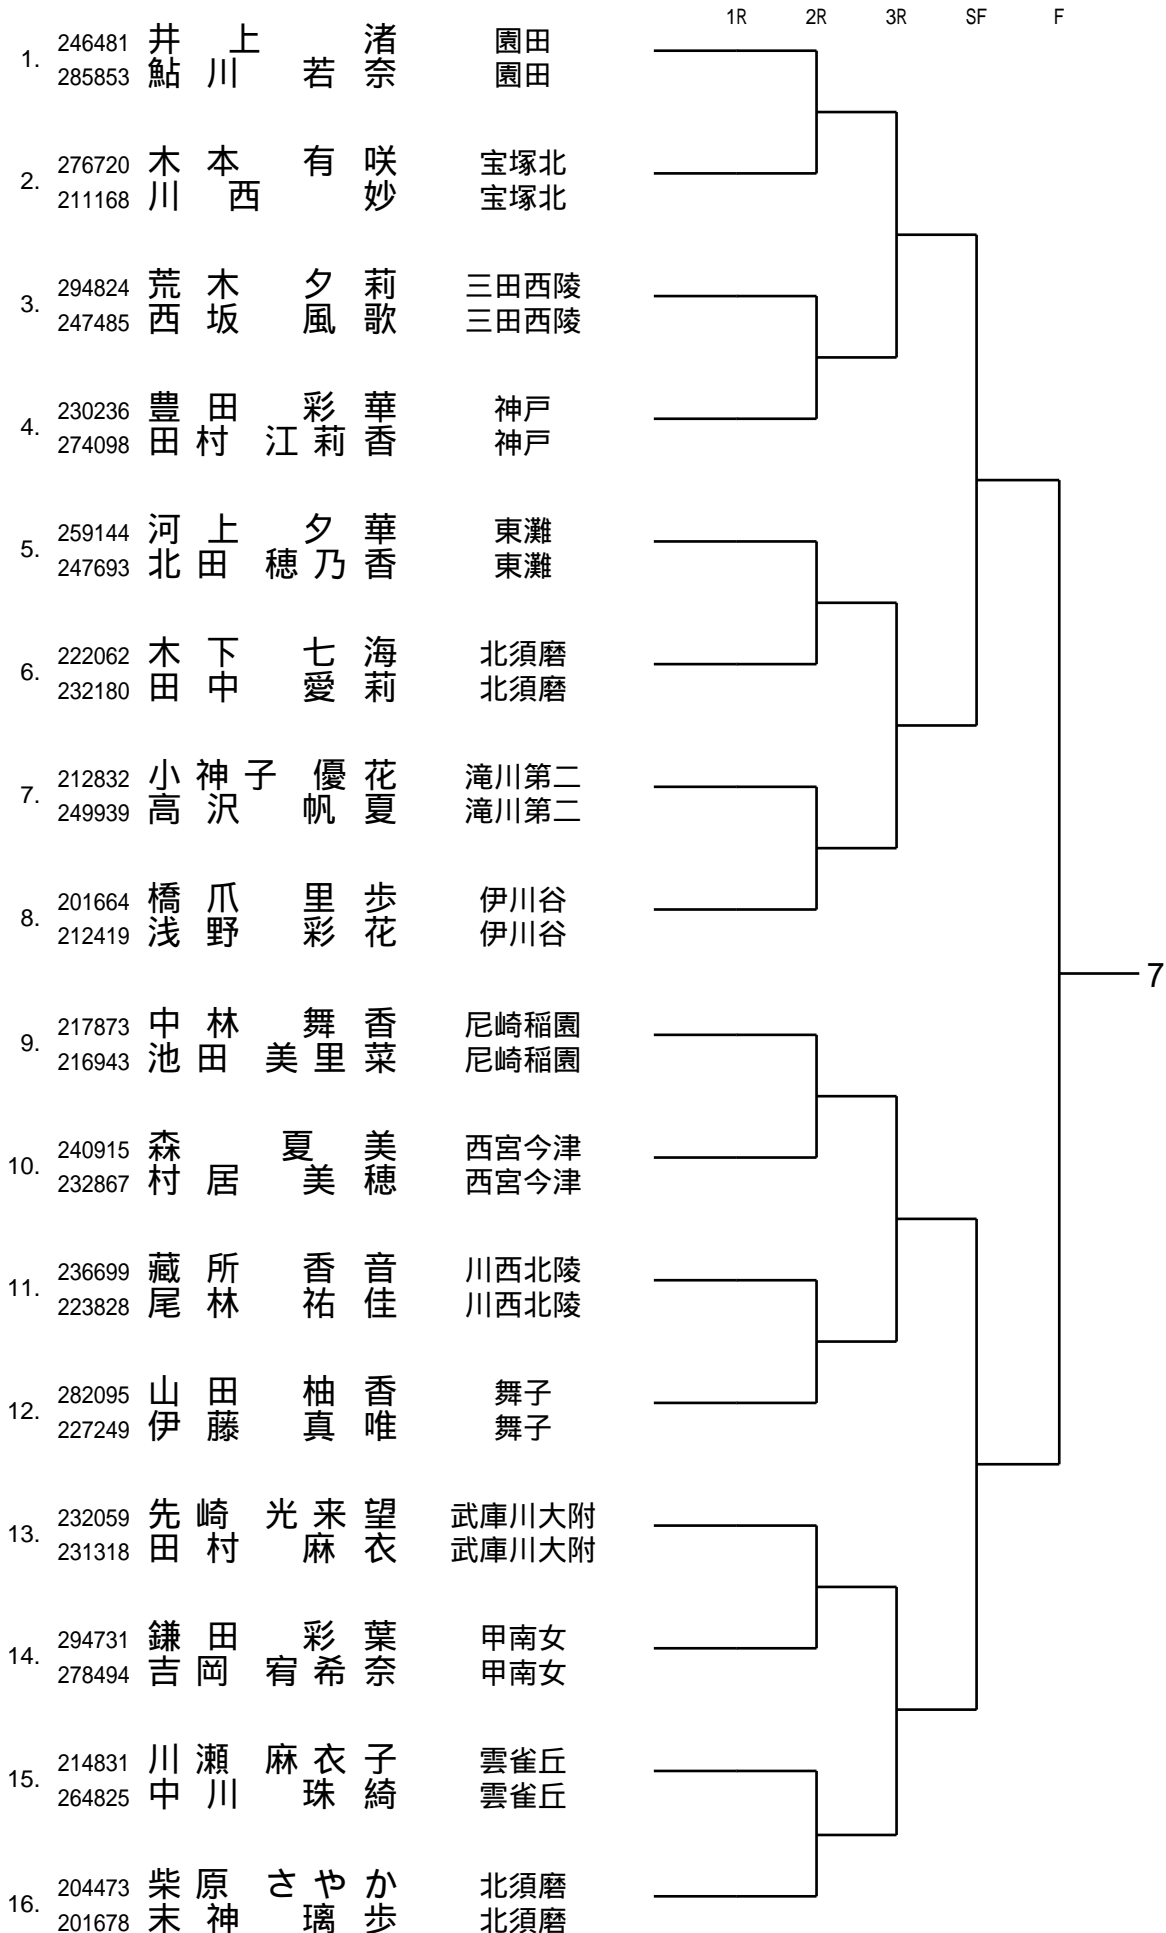 1R 2R 3R SF F
1. 246481 井上 渚 園田
285853 鮎川 若奈 園田
2. 276720 木本 有咲 宝塚北
211168 川西 妙 宝塚北
3. 294824 荒木 夕莉 三田西陵
247485 西坂 風歌 三田西陵
4. 230236 豊田 彩華 神戸
274098 田村 江莉香 神戸
5. 259144 河上 夕華 東灘
247693 北田 穂乃香 東灘
6. 222062 木下 七海 北須磨
232180 田中 愛莉 北須磨
7. 212832 小神子 優花 滝川第二
249939 高沢 帆夏 滝川第二
8. 201664 橋爪 里歩 伊川谷
212419 浅野 彩花 伊川谷
7
9. 217873 中林 舞香 尼崎稲園
216943 池田 美里菜 尼崎稲園
10. 240915 森 夏美 西宮今津
232867 村居 美穂 西宮今津
11. 236699 藏所 香音 川西北陵
223828 尾林 祐佳 川西北陵
12. 282095 山田 柚香 舞子
227249 伊藤 真唯 舞子
13. 232059 先崎 光来望 武庫川大附
231318 田村 麻衣 武庫川大附
14. 294731 鎌田 彩葉 甲南女
278494 吉岡 宥希奈 甲南女
15. 214831 川瀬 麻衣子 雲雀丘
264825 中川 珠綺 雲雀丘
16. 204473 柴原 さやか 北須磨
201678 末神 璃歩 北須磨